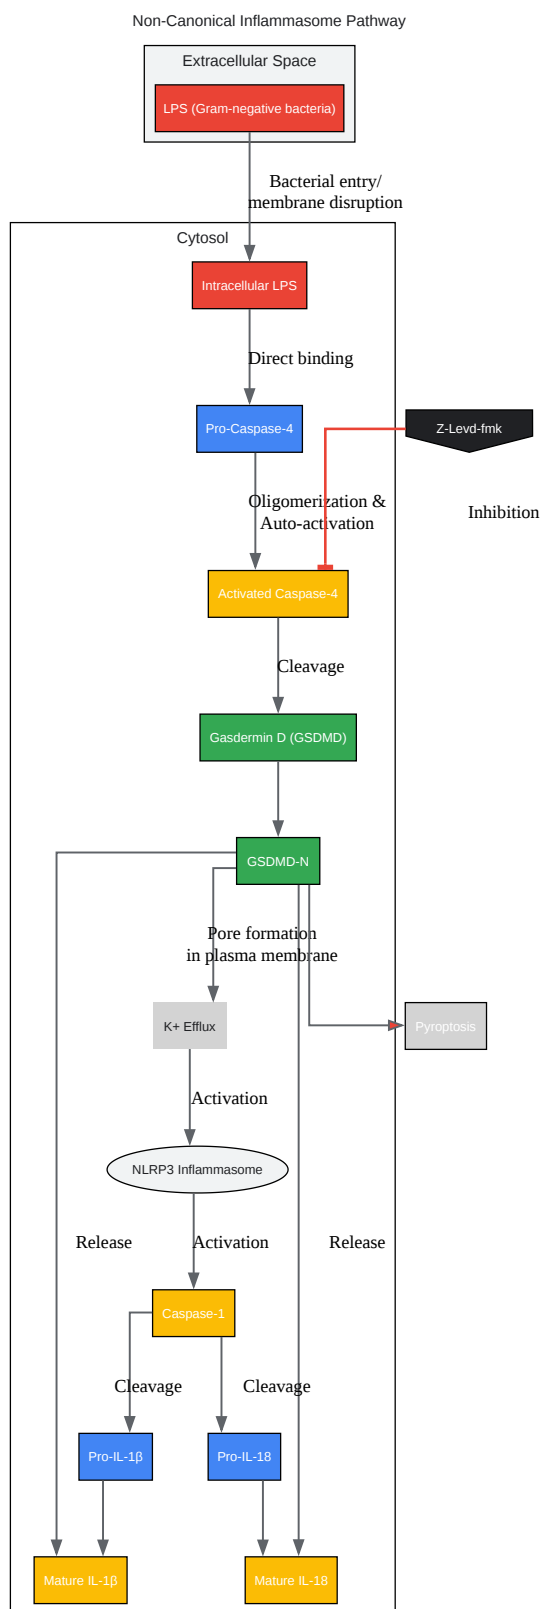 Non-Canonical Inflammasome Pathway
Extracellular Space
LPS (Gram-negative bacteria)
Bacterial entry/
membrane disruption
Cytosol
Intracellular LPS
Direct binding
Pro-Caspase-4
Z-Levd-fmk
Oligomerization &
Auto-activation
Inhibition
Activated Caspase-4
Cleavage
Gasdermin D (GSDMD)
GSDMD-N
Pore formation
in plasma membrane
K+ Efflux
Pyroptosis
Activation
NLRP3 Inflammasome
Release
Activation
Release
Caspase-1
Cleavage
Cleavage
Pro-IL-1β
Pro-IL-18
Mature IL-1β
Mature IL-18